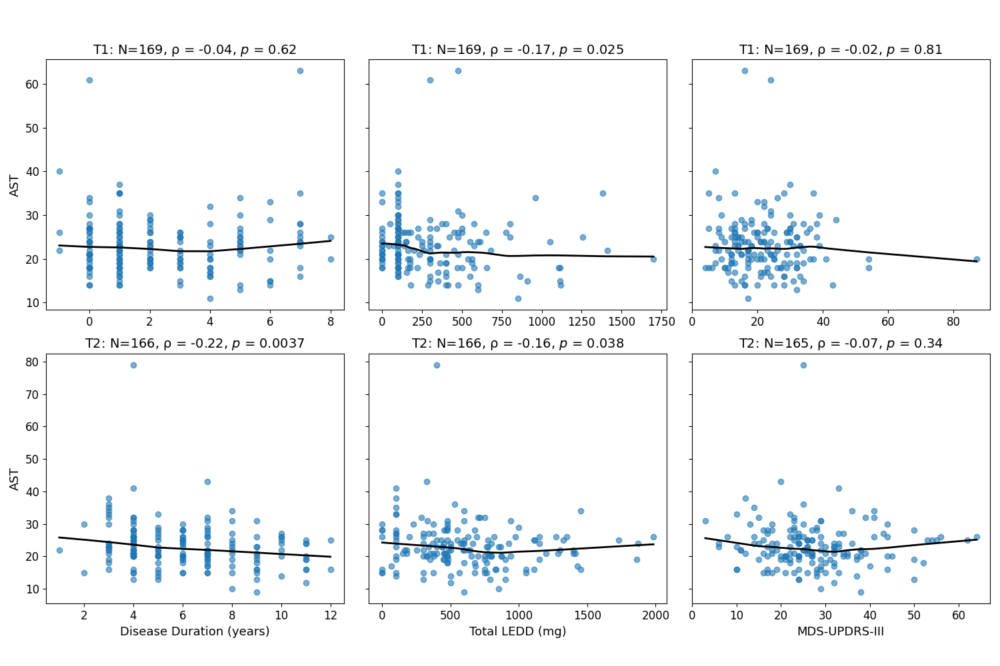 T1: N=169, ρ = -0.04, p = 0.62
T1: N=169, ρ = -0.17, p = 0.025
T1: N=169, ρ = -0.02, p = 0.81
AST
60
50
40
30
20
10
0 2 4 6 8
0 250 500 750 1000 1250 1500 1750
0 20 40 60 80
T2: N=166, ρ = -0.22, p = 0.0037
T2: N=166, ρ = -0.16, p = 0.038
T2: N=165, ρ = -0.07, p = 0.34
AST
80
70
60
50
40
30
20
10
2 4 6 8 10 12
0 500 1000 1500 2000
0 10 20 30 40 50 60
Disease Duration (years)
Total LEDD (mg)
MDS-UPDRS-III